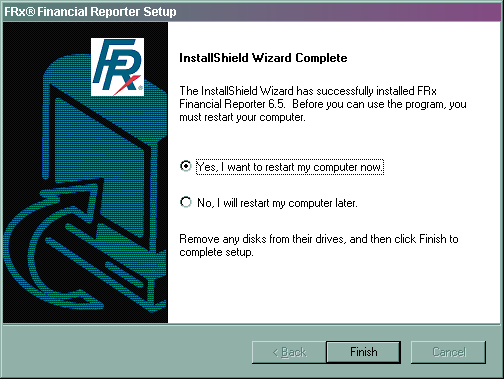 FRx® Financial Reporter Setup
FRx
InstallShield Wizard Complete
The InstallShield Wizard has successfully installed FRx
Financial Reporter 6.5. Before you can use the program, you
must restart your computer.
Yes, I want to restart my computer now.
No, I will restart my computer later.
Remove any disks from their drives, and then click Finish to
complete setup.
< Back
Finish
Cancel